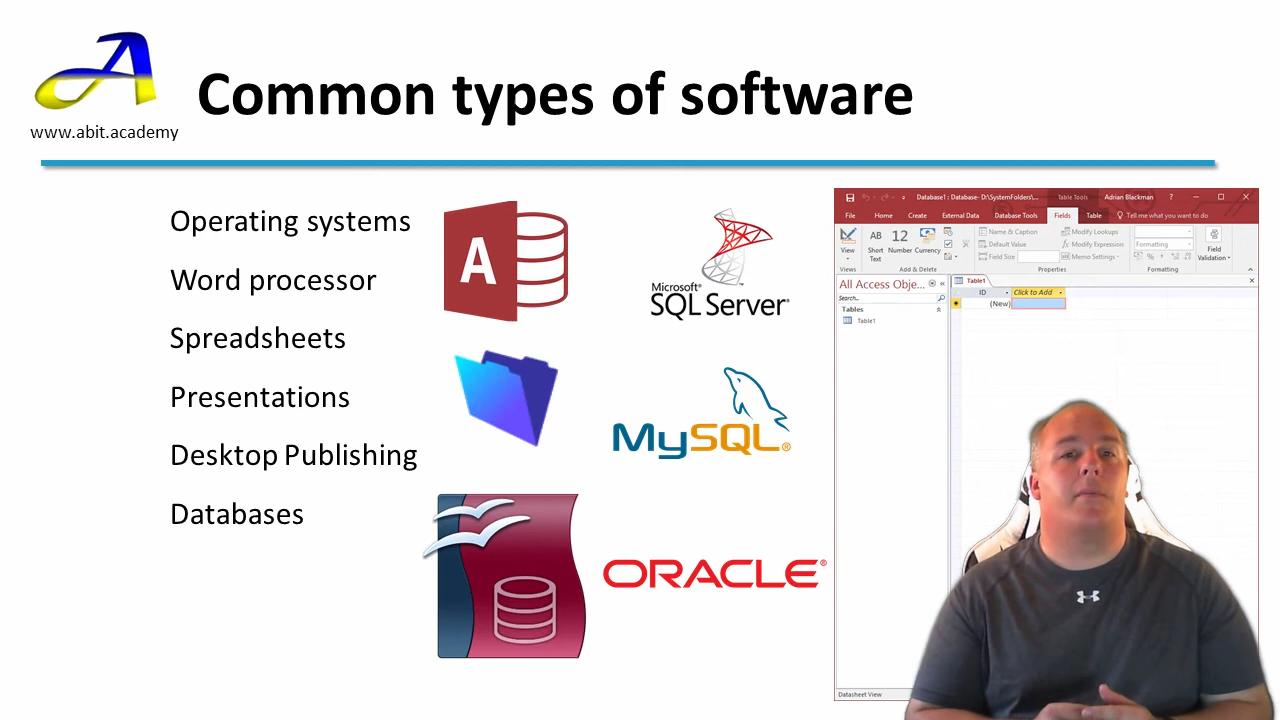 Common types of software
www.abit.academy
Operating systems
Word processor
Spreadsheets
Presentations
Desktop Publishing
Databases
A
Microsoft®
SQL Server®
MySQL®
ORACLE®
Database1 : Database- D:\SystemFolders\... Table Tools Adrian Blackman ?
File Home Create External Data Database Tools Fields Table Tell me what you want to do
View
Views
AB Short Text
12 Number
Currency
Add & Delete
Name & Caption
Default Value
Field Size
Modify Lookups
Modify Expression
Memo Settings
Properties
Formatting
Formatting
Field Validation
All Access Obje...
Search...
Tables
Table1
Table1
ID Click to Add
(New)
Datasheet View